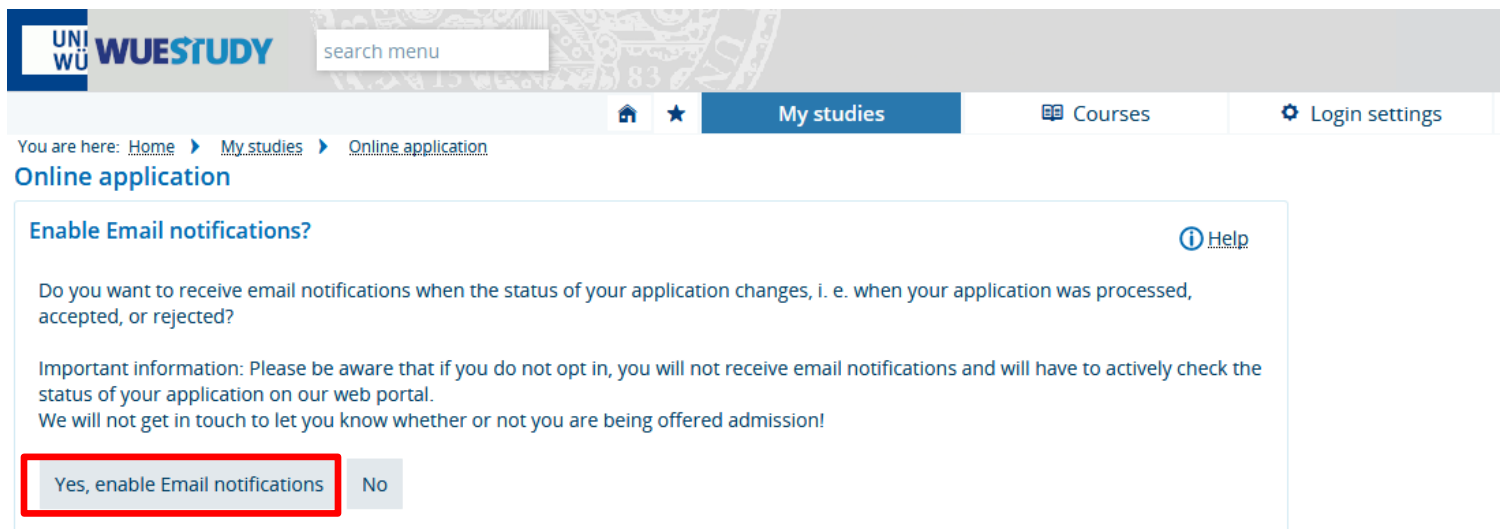 UNI
WÜ
WUESTUDY
search menu
15 83
My studies
Courses
Login settings
You are here: Home My studies Online application
Online application
Enable Email notifications?
Help
Do you want to receive email notifications when the status of your application changes, i. e. when your application was processed,
accepted, or rejected?
Important information: Please be aware that if you do not opt in, you will not receive email notifications and will have to actively check the
status of your application on our web portal.
We will not get in touch to let you know whether or not you are being offered admission!
Yes, enable Email notifications No